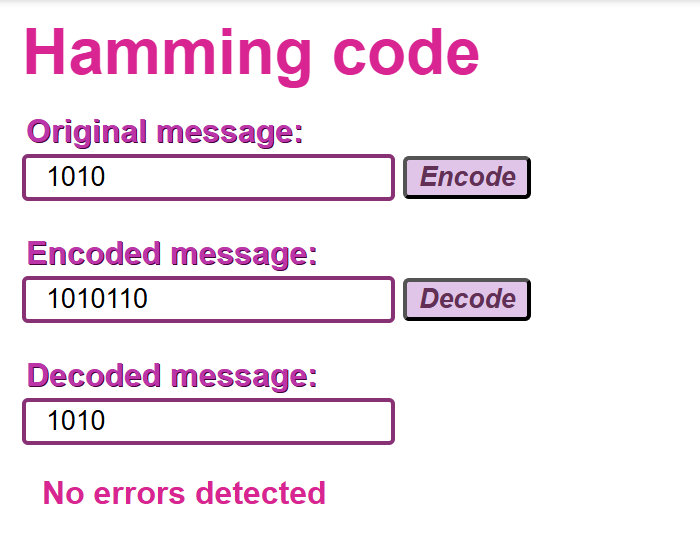 Hamming code
Original message:
1010 Encode
Encoded message:
1010110 Decode
Decoded message:
1010
No errors detected